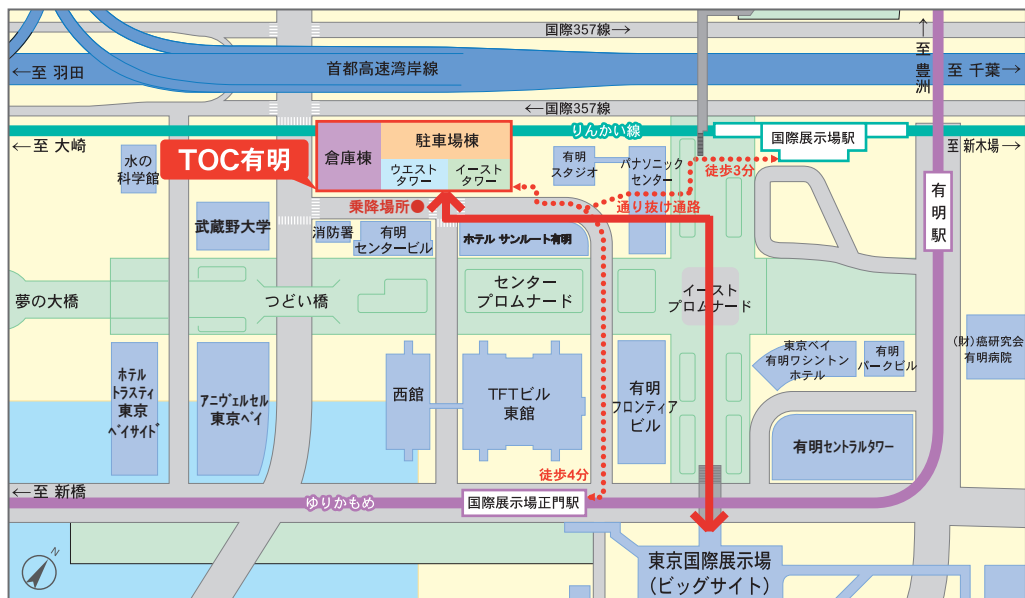 国際357線→
←至 羽田
首都高速湾岸線
←至 豊洲
至 千葉→
←国際357線
←至 大崎
りんかい線
国際展示場駅
至 新木場→
水の
科学館
TOC有明
倉庫棟
駐車場棟
ウエスト
タワー
イースト
タワー
有明
スタジオ
パナソニック
センター
徒歩3分
通り抜け通路
乗降場所●
武蔵野大学
消防署
有明
センタービル
ホテル サンルート有明
有明駅
夢の大橋
つどい橋
センター
プロムナード
イースト
プロムナード
東京ベイ
有明ワシントン
ホテル
有明
パークビル
(財)癌研究会
有明病院
ホテル
トラスティ
東京
ベイサイド
アニヴェルセル
東京ベイ
西館
TFTビル
東館
有明
フロンティア
ビル
有明セントラルタワー
徒歩4分
←至 新橋
ゆりかもめ
国際展示場正門駅
東京国際展示場
(ビッグサイト)
N